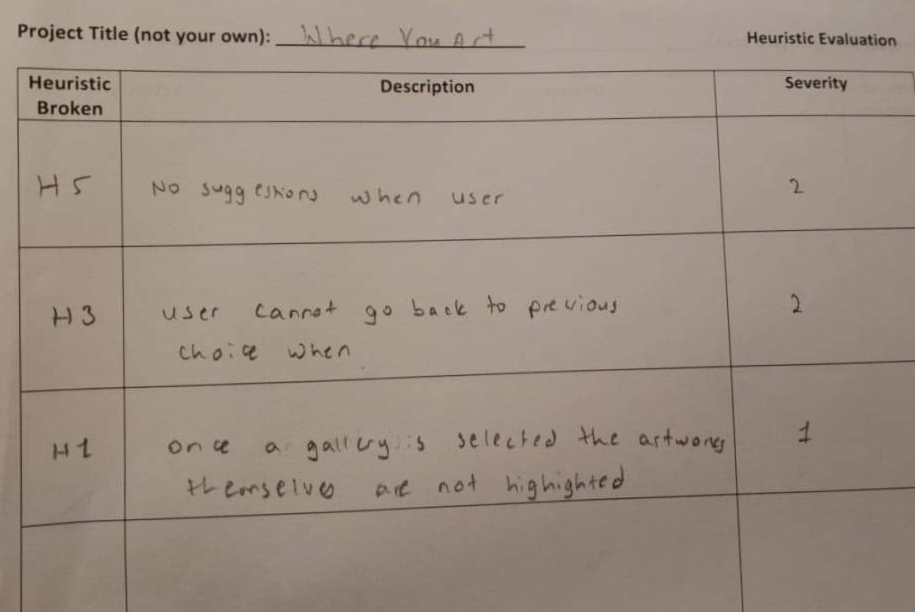 Project Title (not your own): Where You Art
Heuristic Evaluation
Heuristic Broken Description Severity
H5 No suggestions when user 2
H3 user cannot go back to previous 2
choice when
H1 once a gallery is selected the artworks 1
themselves are not highighted